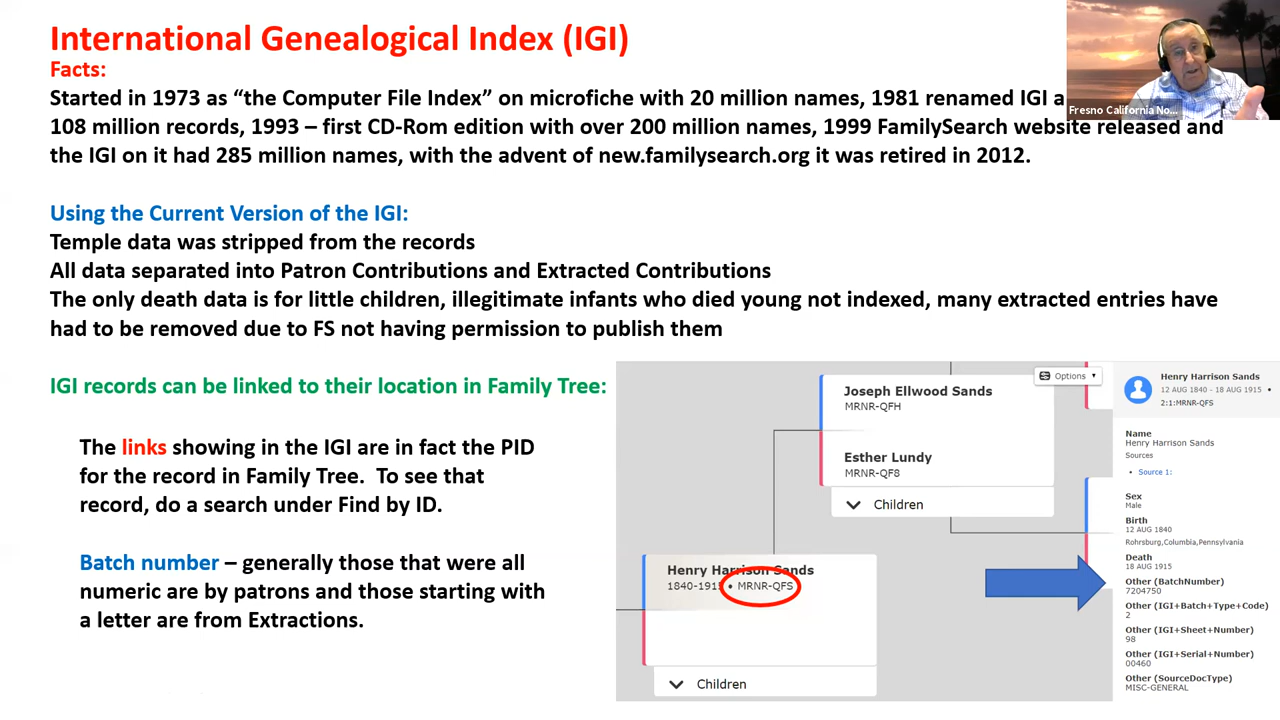 International Genealogical Index (IGI)
Facts:
Started in 1973 as “the Computer File Index” on microfiche with 20 million names, 1981 renamed IGI
108 million records, 1993 – first CD-Rom edition with over 200 million names, 1999 FamilySearch website released and
the IGI on it had 285 million names, with the advent of new.familysearch.org it was retired in 2012.
Fresno California No...
Using the Current Version of the IGI:
Temple data was stripped from the records
All data separated into Patron Contributions and Extracted Contributions
The only death data is for little children, illegitimate infants who died young not indexed, many extracted entries have
had to be removed due to FS not having permission to publish them
IGI records can be linked to their location in Family Tree:
The links showing in the IGI are in fact the PID
for the record in Family Tree. To see that
record, do a search under Find by ID.
Batch number – generally those that were all
numeric are by patrons and those starting with
a letter are from Extractions.
Options
Joseph Ellwood Sands
MRNR-QFH
Esther Lundy
MRNR-QF8
Children
Henry Harrison Sands
1840-1915 • MRNR-QFS
Children
Henry Harrison Sands
12 AUG 1840 - 18 AUG 1915 •
2:1:MRNR-QFS
Name
Henry Harrison Sands
Sources
• Source 1:
Sex
Male
Birth
12 AUG 1840
Rohrsburg,Columbia,Pennsylvania
Death
18 AUG 1915
Other (BatchNumber)
7204750
Other (IGI+Batch+Type+Code)
2
Other (IGI+Sheet+Number)
98
Other (IGI+Serial+Number)
00460
Other (SourceDocType)
MISC-GENERAL